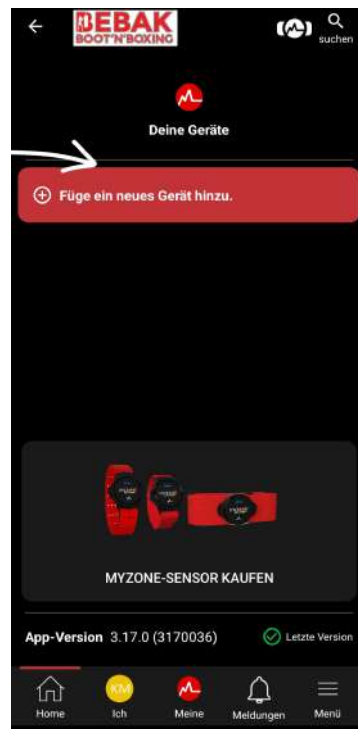 BEBAK
BOOT'N'BOXING
suchen
Deine Geräte
Füge ein neues Gerät hinzu.
MYZONE-SENSOR KAUFEN
App-Version 3.17.0 (3170036)
Letzte Version
KM
Home
Ich
Meine
Meldungen
Menü